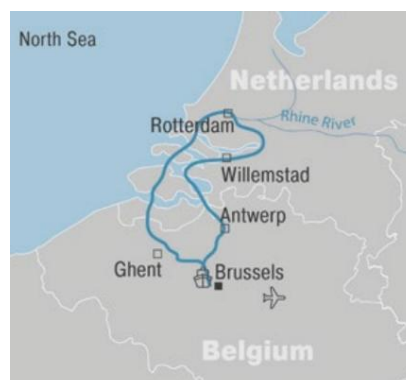 North Sea
Netherlands
Rhine River
Rotterdam
Willemstad
Antwerp
Ghent
Brussels
Belgium